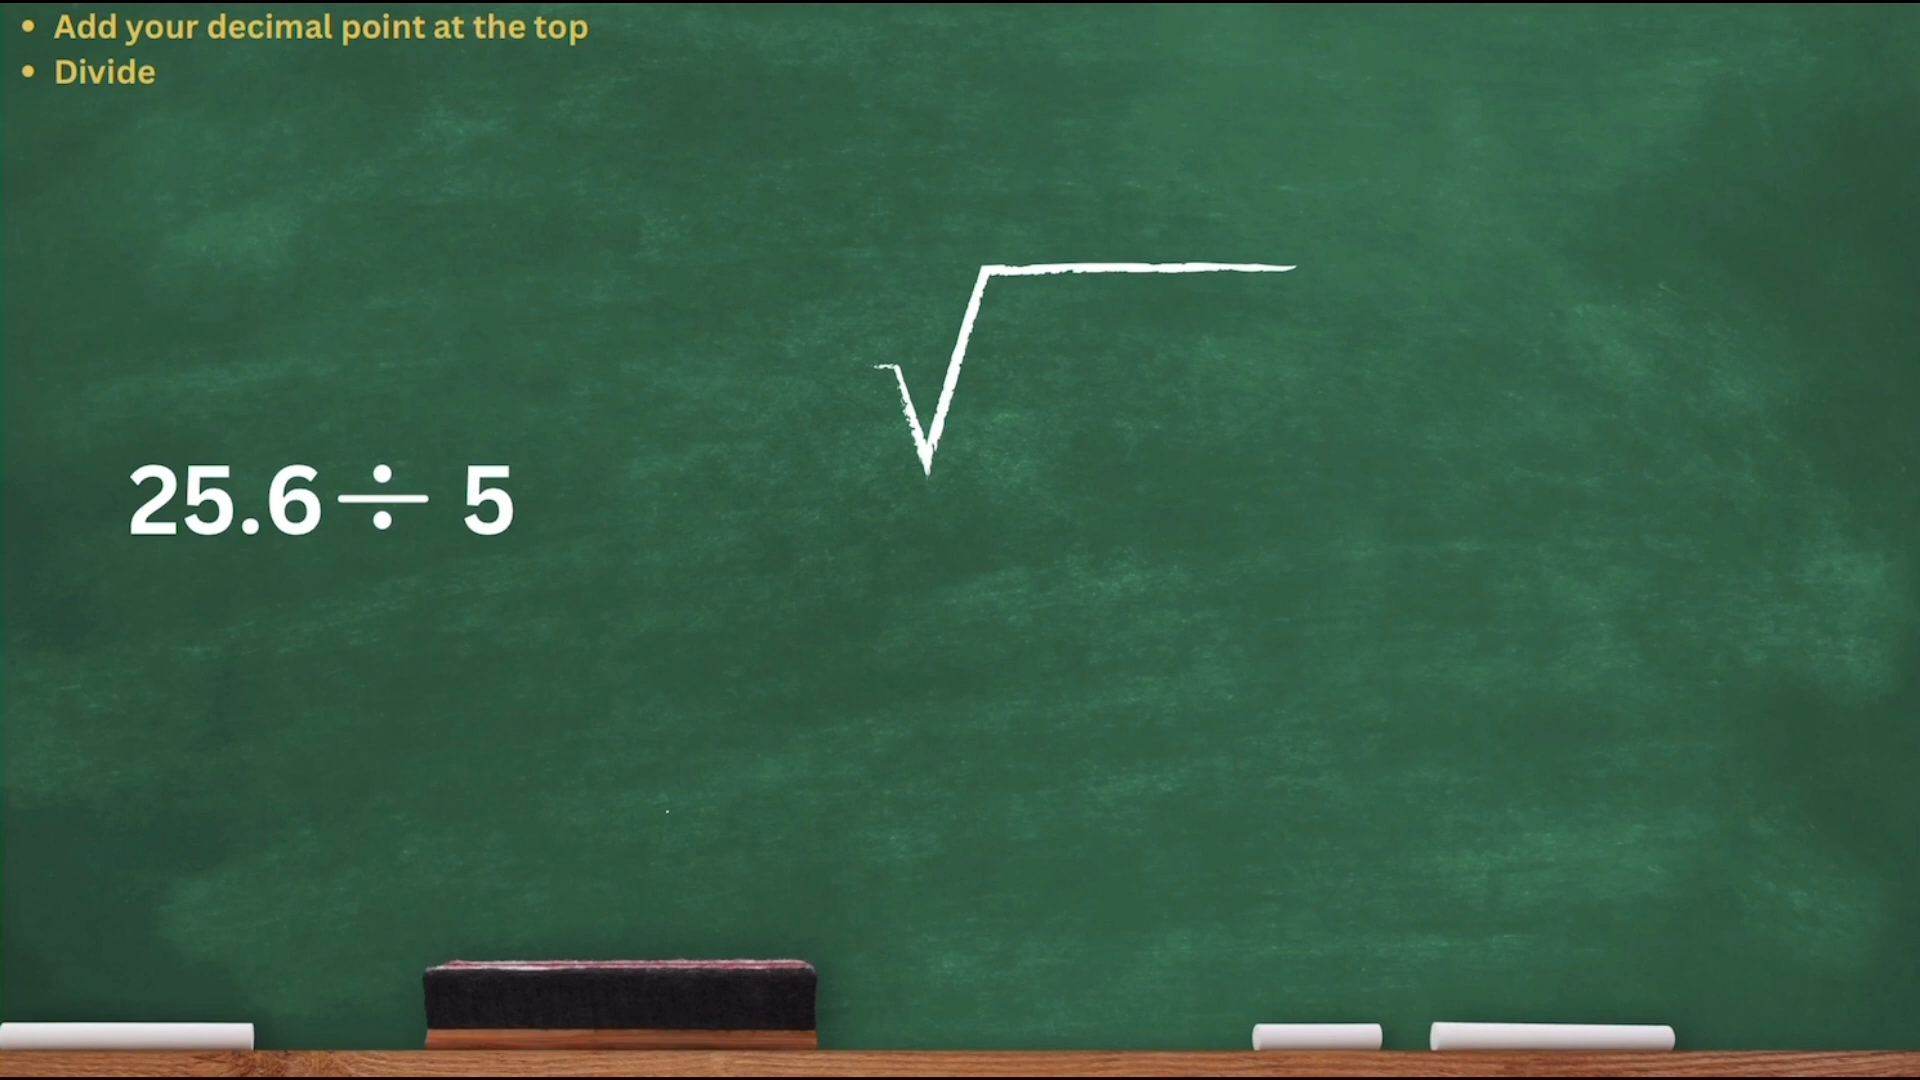 • Add your decimal point at the top
• Divide
25.6 ÷ 5
√